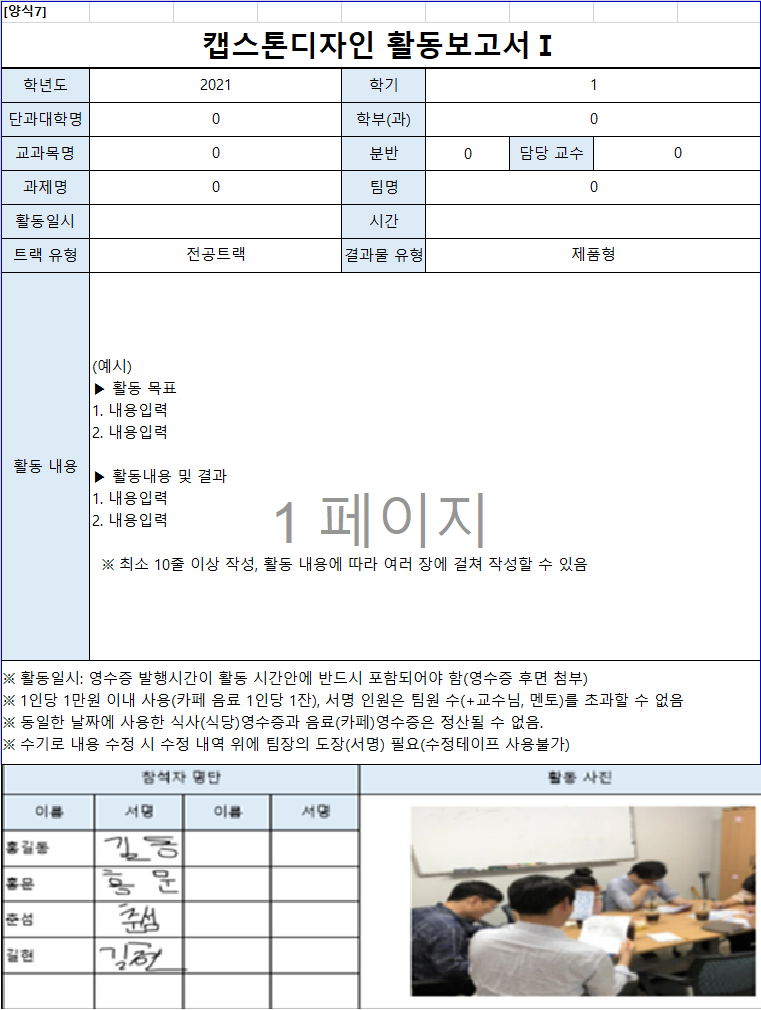 [양식7]
캡스톤디자인 활동보고서 I
학년도 2021 학기 1
단과대학명 0 학부(과) 0
교과목명 0 분반 0 담당 교수 0
과제명 0 팀명 0
활동일시 시간
트랙 유형 전공트랙 결과물 유형 제품형
(예시)
▶ 활동 목표
1. 내용입력
2. 내용입력
활동 내용
▶ 활동내용 및 결과
1. 내용입력
2. 내용입력
1 페이지
※ 최소 10줄 이상 작성, 활동 내용에 따라 여러 장에 걸쳐 작성할 수 있음
※ 활동일시: 영수증 발행시간이 활동 시간안에 반드시 포함되어야 함(영수증 후면 첨부)
※ 1인당 1만원 이내 사용(카페 음료 1인당 1잔), 서명 인원은 팀원 수(+교수님, 멘토)를 초과할 수 없음
※ 동일한 날짜에 사용한 식사(식당)영수증과 음료(카페)영수증은 정산될 수 없음.
※ 수기로 내용 수정 시 수정 내역 위에 팀장의 도장(서명) 필요(수정테이프 사용불가)
참석자 명단 활동 사진
이름 서명 이름 서명
홍길동 길동
홍문 홍문
춘섬 춘섬
길현 길현